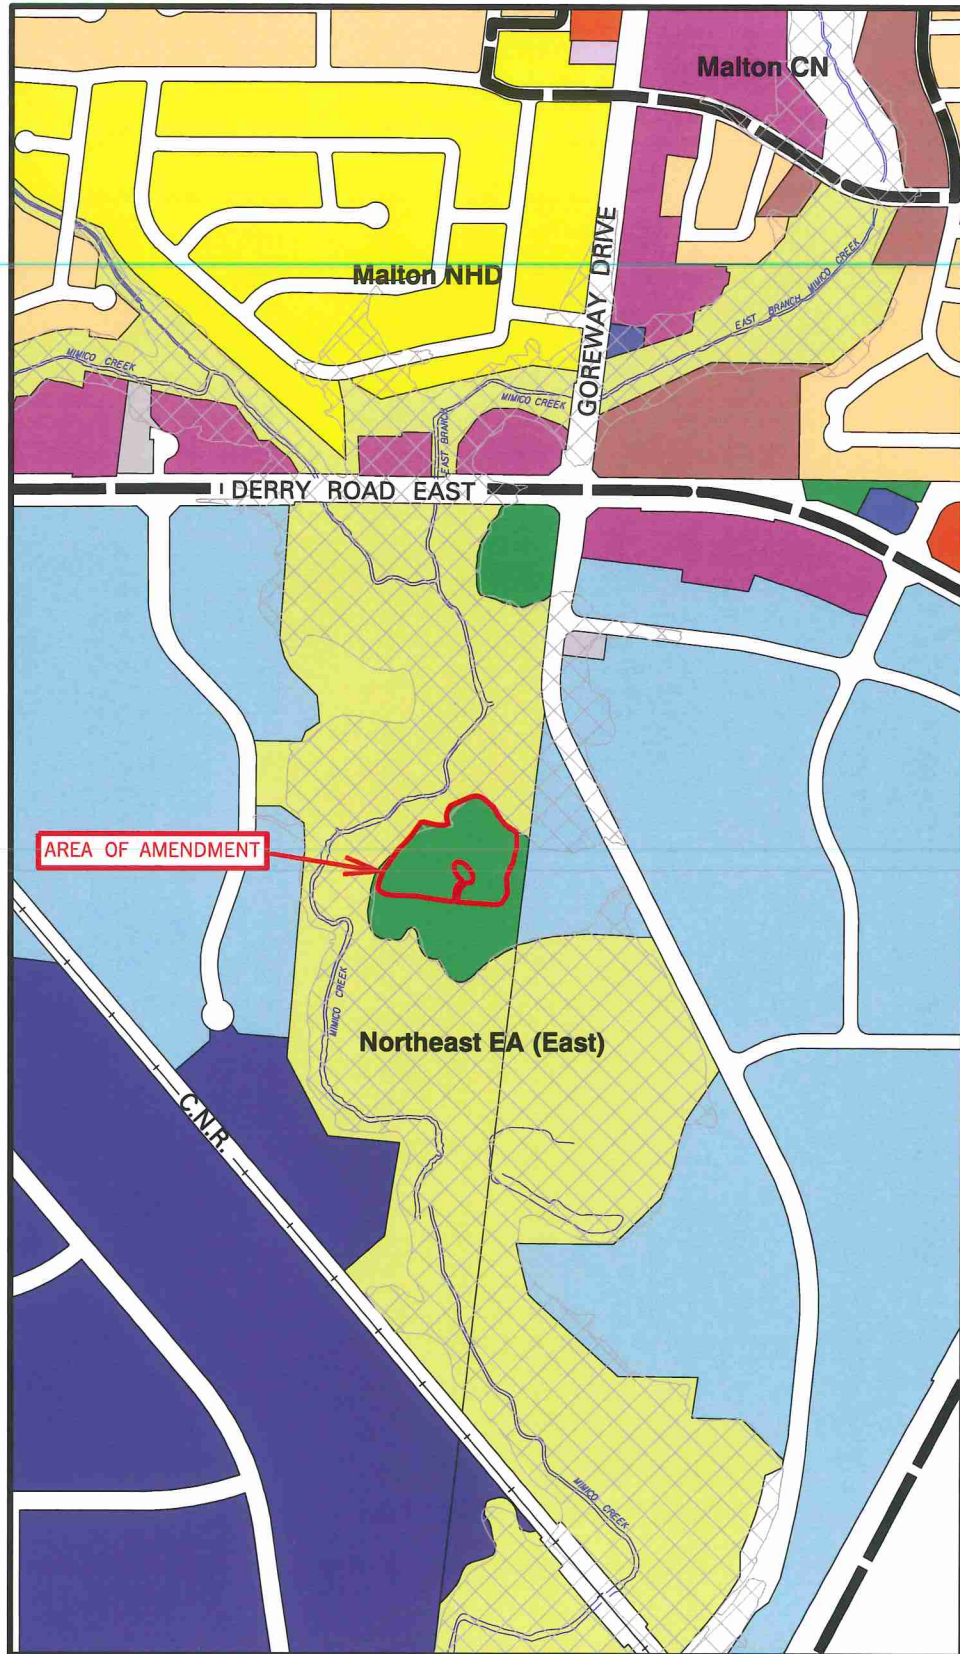 Malton CN
GOREWAY DRIVE
Malton NHD
EAST BRANCH MIMICO CREEK
MIMICO CREEK
MIMICO CREEK
EAST BRANCH
DERRY ROAD EAST
AREA OF AMENDMENT
MIMICO CREEK
Northeast EA (East)
C.N.R.
MIMICO CREEK